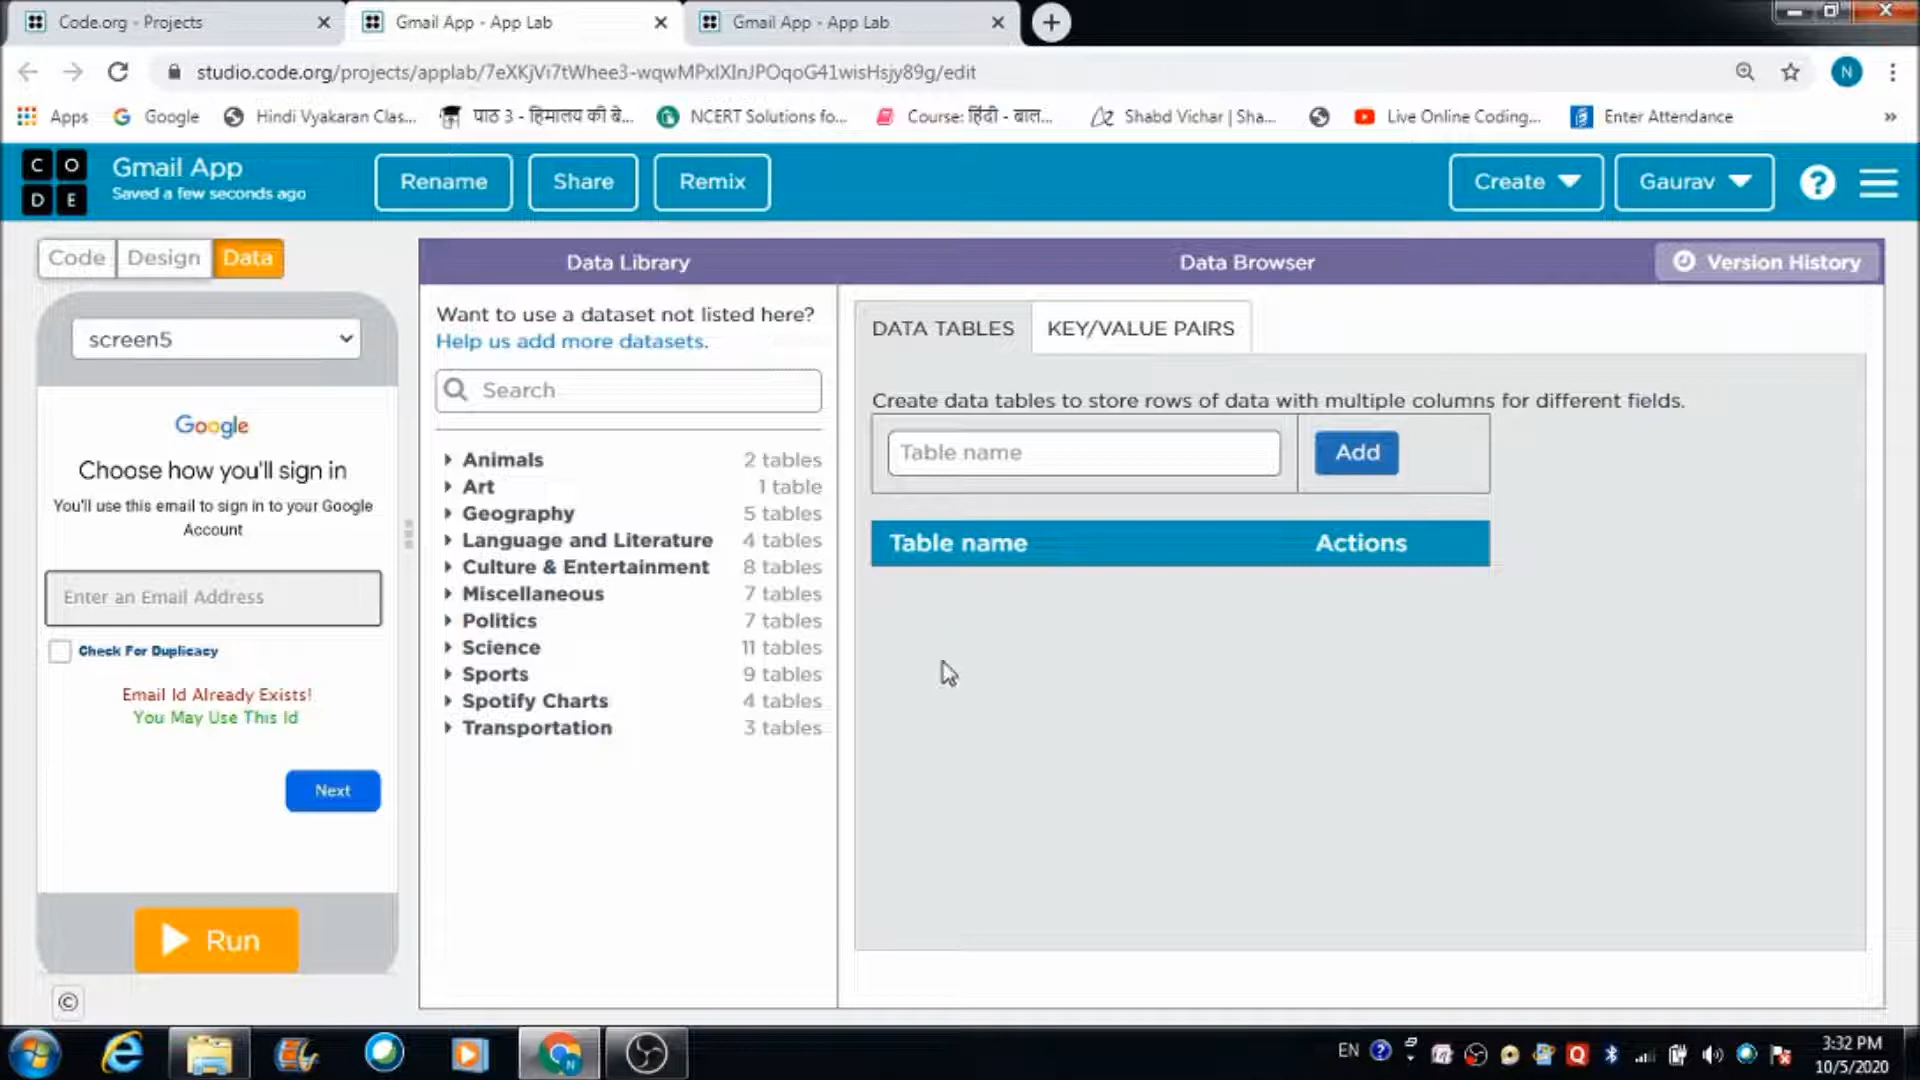 Code.org - Projects
Gmail App - App Lab
Gmail App - App Lab
studio.code.org/projects/applab/7eXKjVi7tWhee3-wqwMPxlXInJPOqoG41wisHsjy89g/edit
N
Apps
Google
Hindi Vyakaran Clas...
पाठ 3 - हिमालय की बे...
NCERT Solutions fo...
Course: हिंदी - बाल...
Shabd Vichar | Sha...
Live Online Coding...
Enter Attendance
»
C O
D E
Gmail App
Saved a few seconds ago
Rename
Share
Remix
Create
Gaurav
?
Code
Design
Data
Data Library
Data Browser
Version History
screen5
Google
Choose how you'll sign in
You'll use this email to sign in to your Google
Account
Enter an Email Address
Check For Duplicacy
Email Id Already Exists!
You May Use This Id
Next
Run
©
Want to use a dataset not listed here?
Help us add more datasets.
Search
Animals 2 tables
Art 1 table
Geography 5 tables
Language and Literature 4 tables
Culture & Entertainment 8 tables
Miscellaneous 7 tables
Politics 7 tables
Science 11 tables
Sports 9 tables
Spotify Charts 4 tables
Transportation 3 tables
DATA TABLES
KEY/VALUE PAIRS
Create data tables to store rows of data with multiple columns for different fields.
Table name
Add
Table name
Actions
EN
3:32 PM
10/5/2020